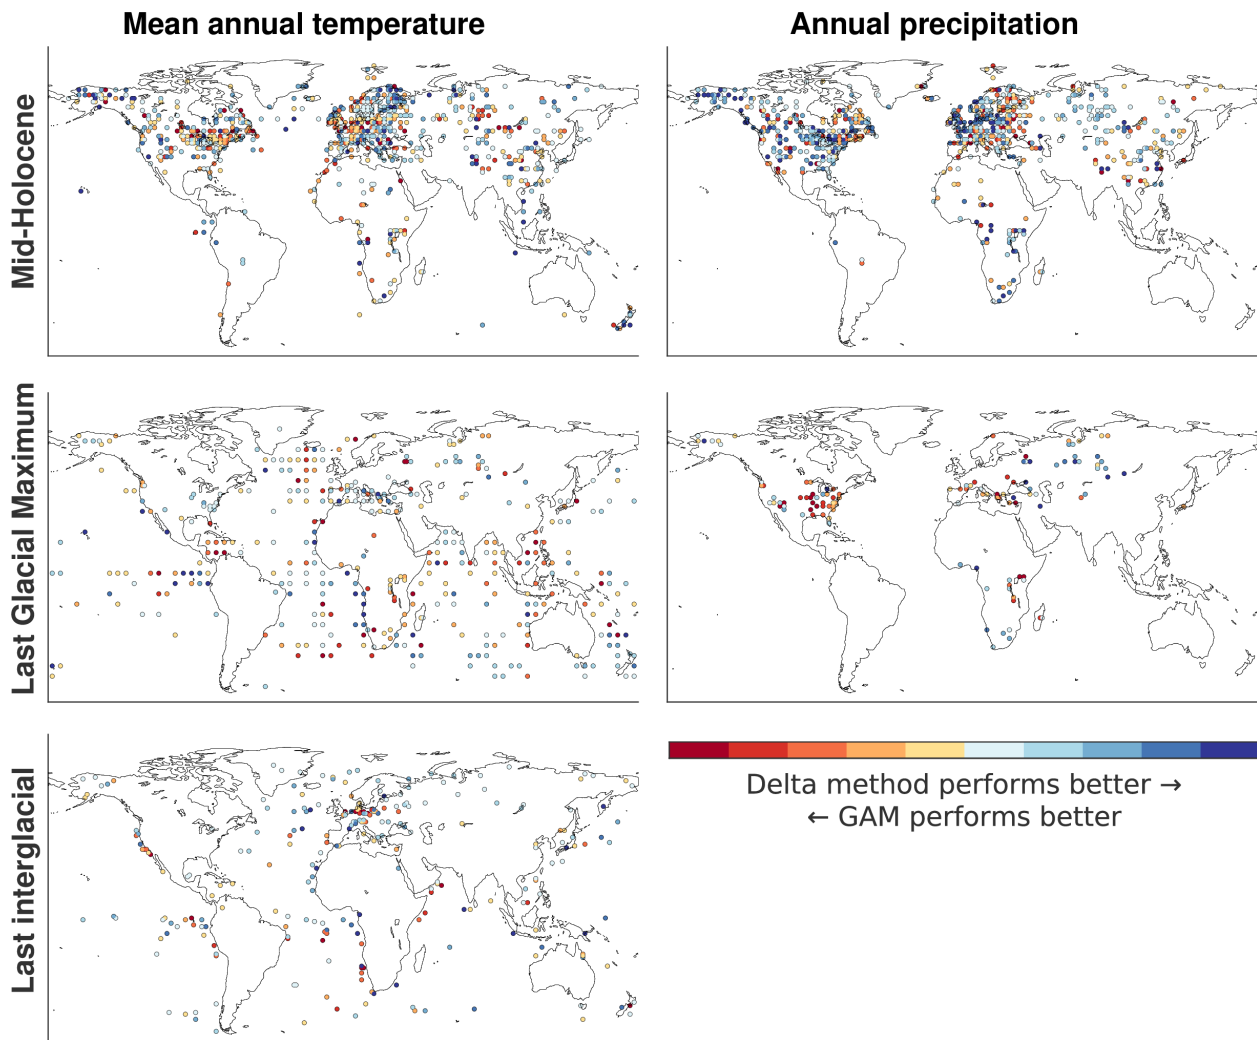 Mean annual temperature
Annual precipitation
Mid-Holocene
Last Glacial Maximum
Last interglacial
Delta method performs better →
← GAM performs better